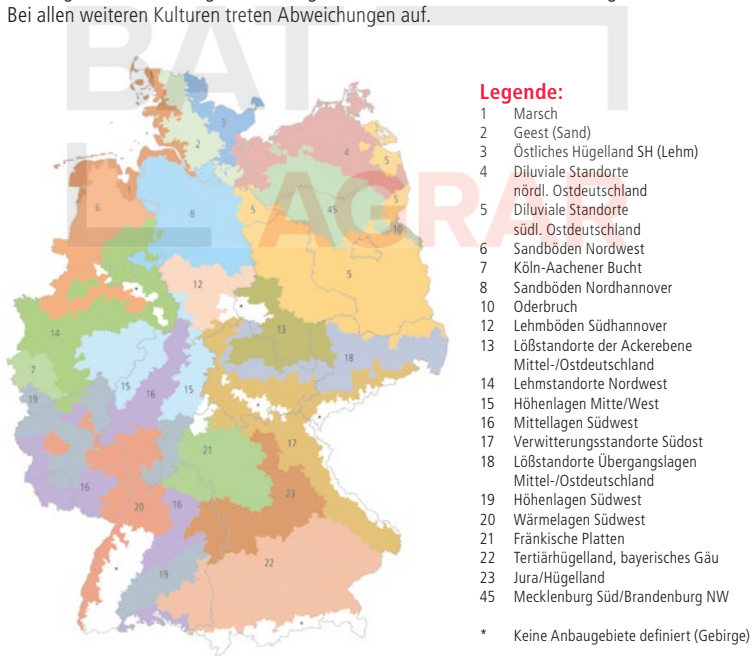 Bei allen weiteren Kulturen treten Abweichungen auf.
BAT
AGRAR
Legende:
1 Marsch
2 Geest (Sand)
3 Östliches Hügelland SH (Lehm)
4 Diluviale Standorte
nördl. Ostdeutschland
5 Diluviale Standorte
südl. Ostdeutschland
6 Sandböden Nordwest
7 Köln-Aachener Bucht
8 Sandböden Nordhannover
10 Oderbruch
12 Lehmböden Südhannover
13 Lößstandorte der Ackerebene
Mittel-/Ostdeutschland
14 Lehmstandorte Nordwest
15 Höhenlagen Mitte/West
16 Mittellagen Südwest
17 Verwitterungsstandorte Südost
18 Lößstandorte Übergangslagen
Mittel-/Ostdeutschland
19 Höhenlagen Südwest
20 Wärmelagen Südwest
21 Fränkische Platten
22 Tertiärhügelland, bayerisches Gäu
23 Jura/Hügelland
45 Mecklenburg Süd/Brandenburg NW
* Keine Anbaugebiete definiert (Gebirge)
1
3
2
4
5
1
6
8
5
45
5
10
5
12
*
*
14
13
18
7
15
16
15
19
*
*
*
21
17
16
20
16
23
*
19
22
*